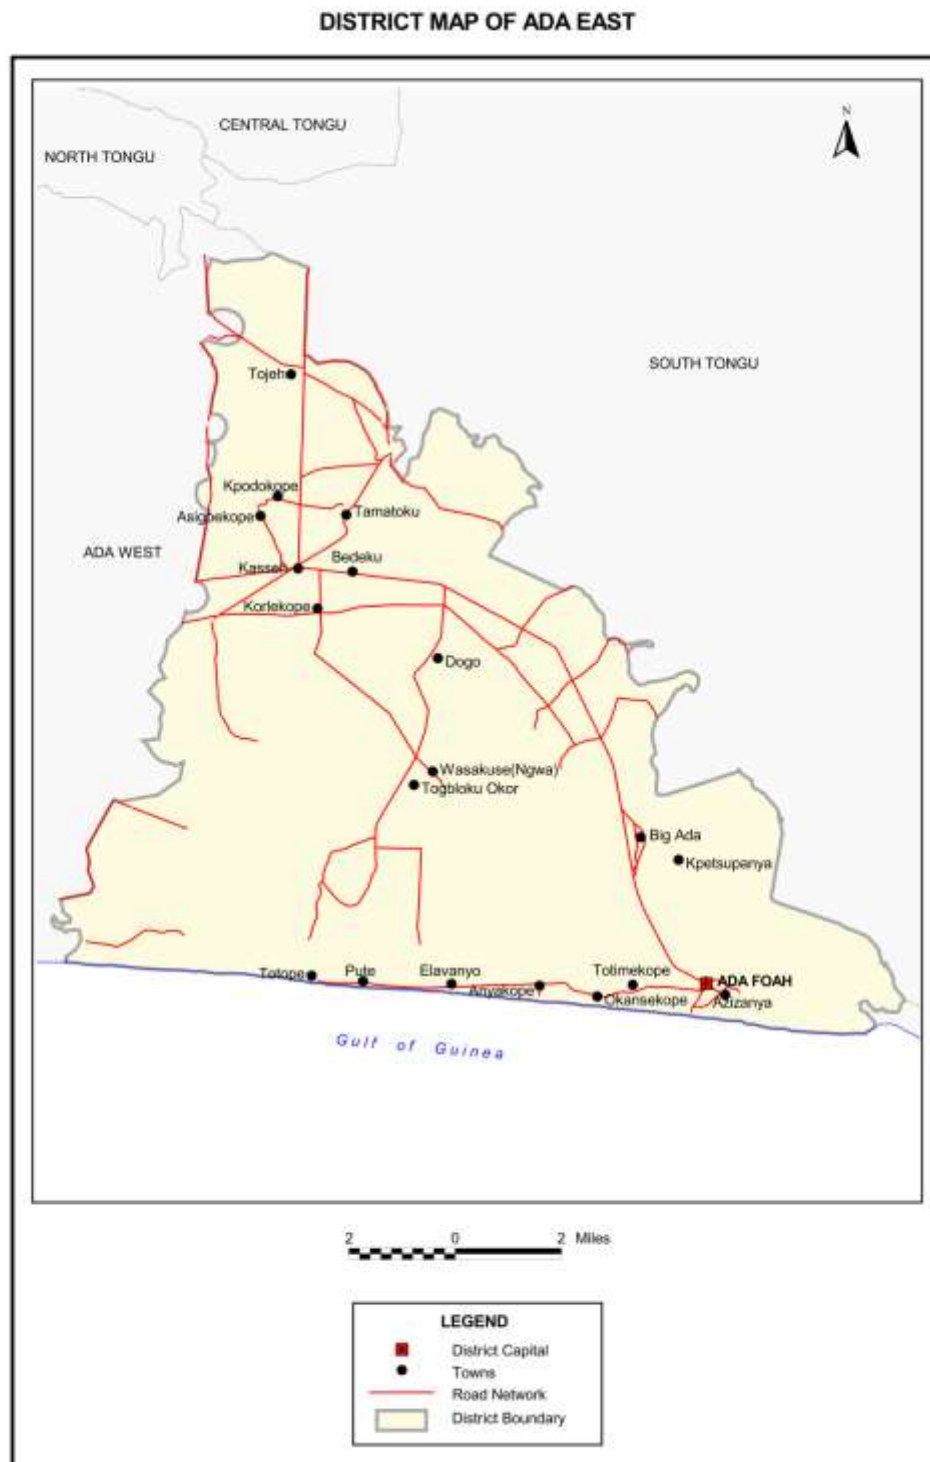 DISTRICT MAP OF ADA EAST
N
CENTRAL TONGU
NORTH TONGU
SOUTH TONGU
Tojeh
Kpodokope
Asigbekope
Tamatoku
ADA WEST
Bedeku
Kasseh
Korlekope
Dogo
Wasakuse(Ngwa)
Togbloku Okor
Big Ada
Kpetsupanya
Totope
Pute
Elavanyo
Totimekope
ADA FOAH
Anyakope
Okansekope
Azizanya
Gulf of Guinea
2 0 2 Miles
LEGEND
District Capital
Towns
Road Network
District Boundary